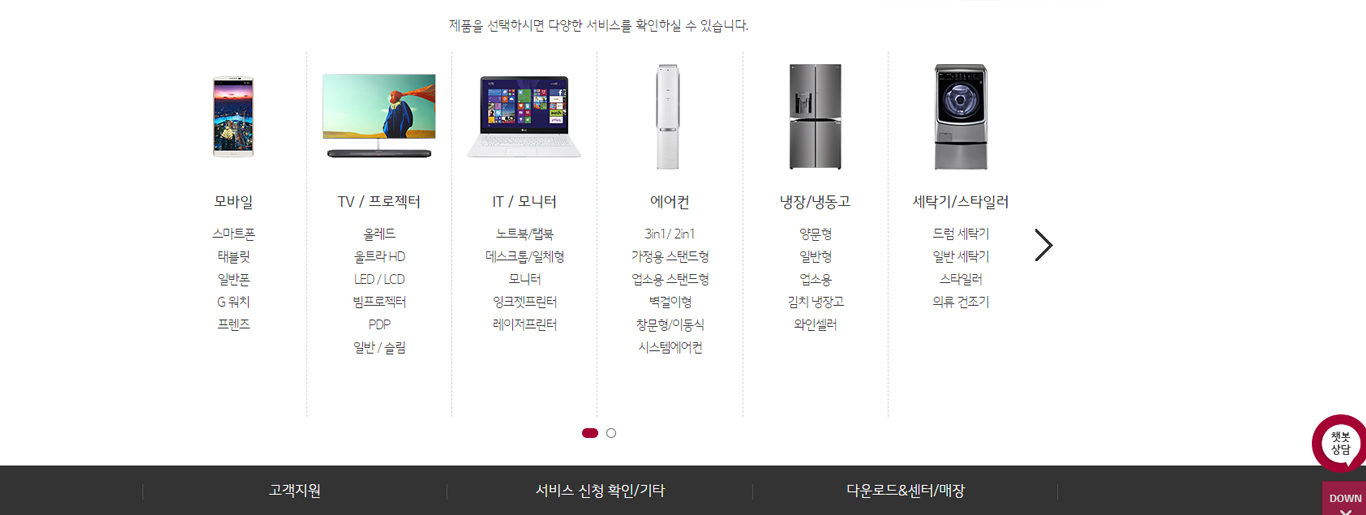 제품을 선택하시면 다양한 서비스를 확인하실 수 있습니다.
모바일
스마트폰
태블릿
일반폰
G 워치
프렌즈
TV / 프로젝터
올레드
울트라 HD
LED / LCD
빔프로젝터
PDP
일반 / 슬림
IT / 모니터
노트북/탭북
데스크톱/일체형
모니터
잉크젯프린터
레이저프린터
에어컨
3in1 / 2in1
가정용 스탠드형
업소용 스탠드형
벽걸이형
창문형/이동식
시스템에어컨
냉장/냉동고
양문형
일반형
업소용
김치 냉장고
와인셀러
세탁기/스타일러
드럼 세탁기
일반 세탁기
스타일러
의류 건조기
챗봇
상담
고객지원
서비스 신청 확인/기타
다운로드&센터/매장
DOWN